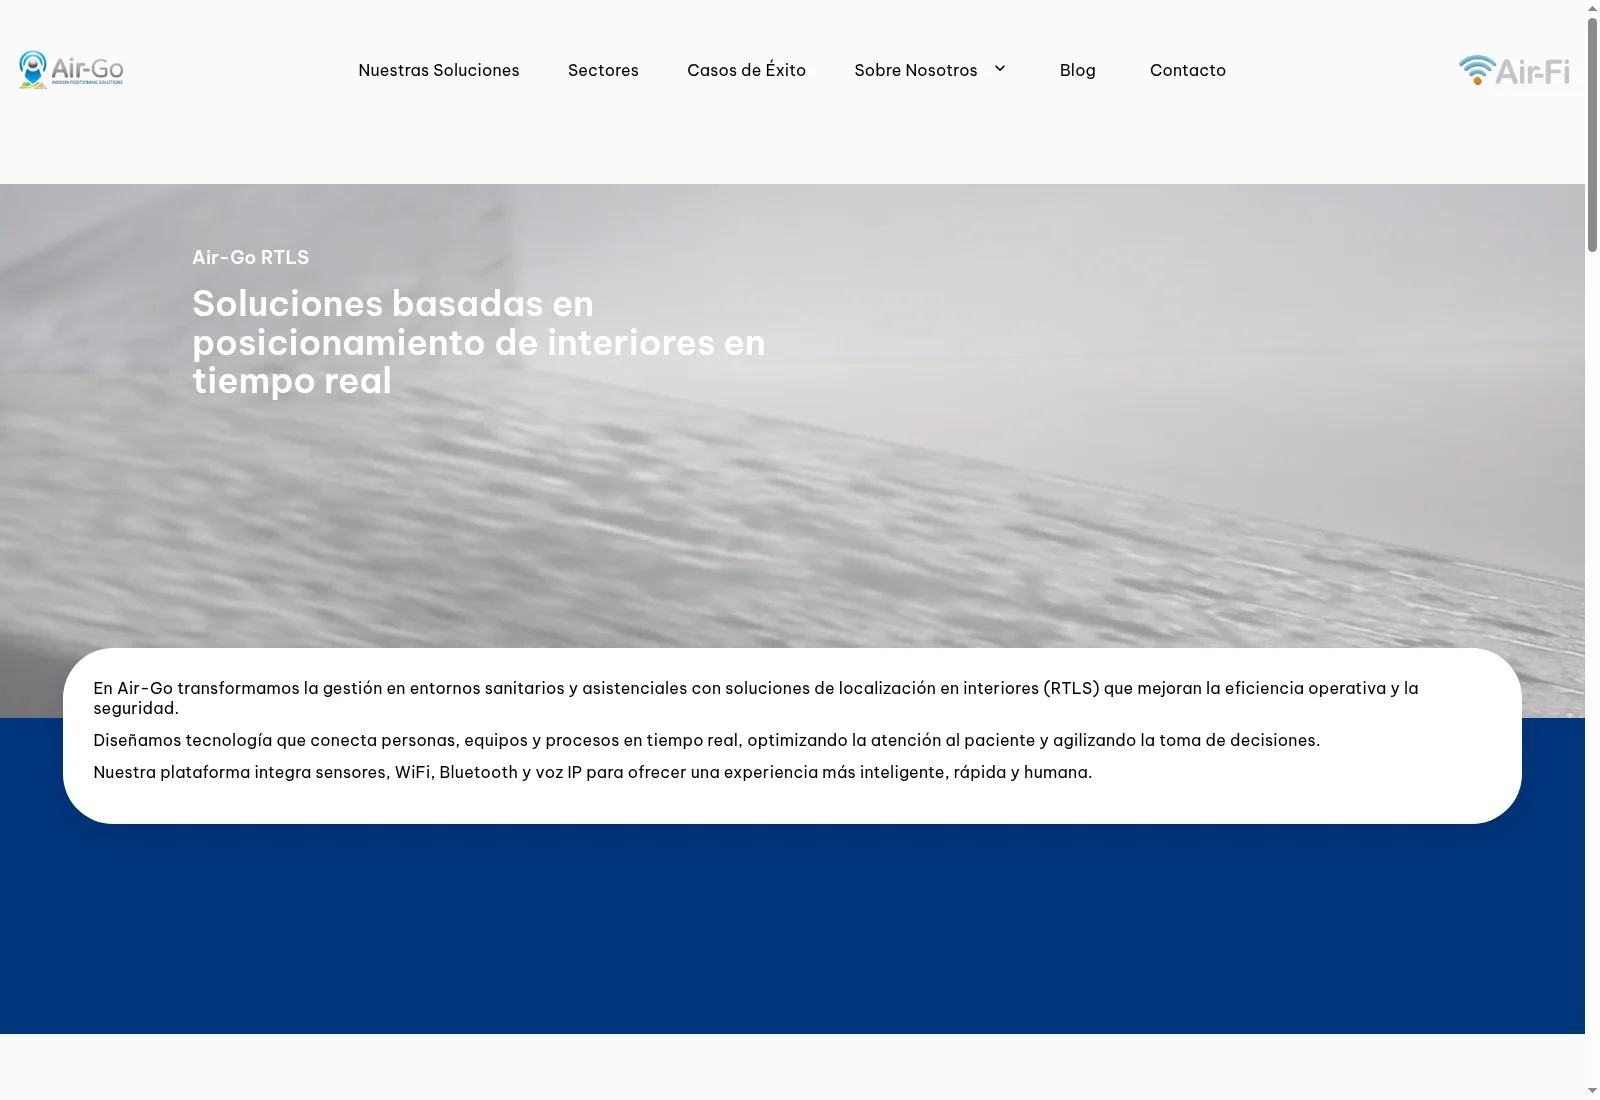 Air-Go
INDOOR POSITIONING SOLUTIONS
Nuestras Soluciones
Sectores
Casos de Éxito
Sobre Nosotros
Blog
Contacto
Air-Fi
Air-Go RTLS
Soluciones basadas en
posicionamiento de interiores en
tiempo real
En Air-Go transformamos la gestión en entornos sanitarios y asistenciales con soluciones de localización en interiores (RTLS) que mejoran la eficiencia operativa y la
seguridad.
Diseñamos tecnología que conecta personas, equipos y procesos en tiempo real, optimizando la atención al paciente y agilizando la toma de decisiones.
Nuestra plataforma integra sensores, WiFi, Bluetooth y voz IP para ofrecer una experiencia más inteligente, rápida y humana.